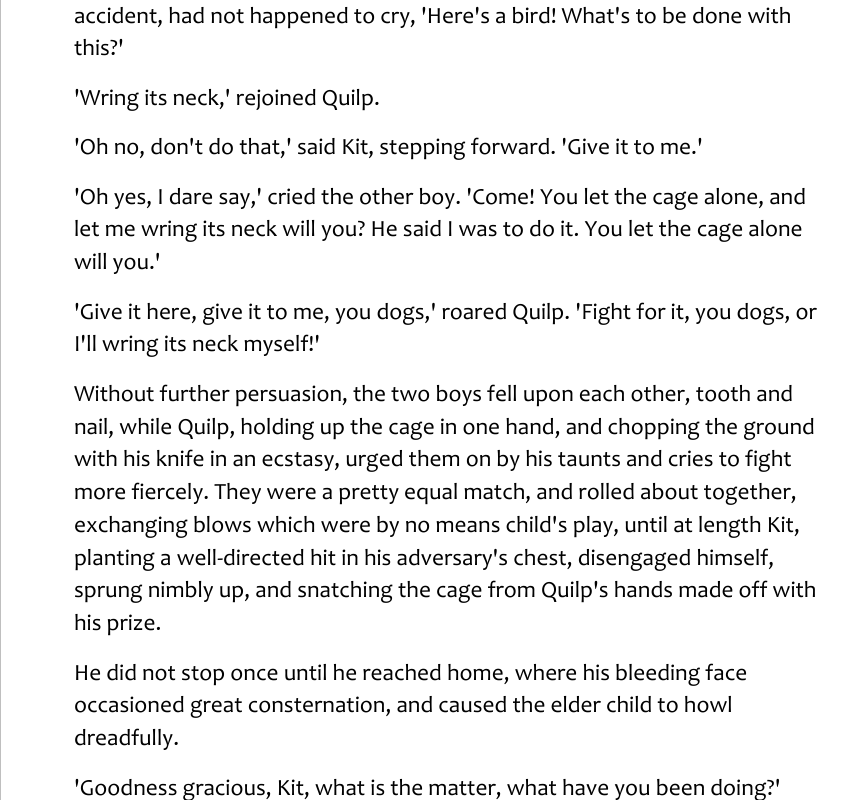 accident, had not happened to cry, 'Here's a bird! What's to be done with
this?'
'Wring its neck,' rejoined Quilp.
'Oh no, don't do that,' said Kit, stepping forward. 'Give it to me.'
'Oh yes, I dare say,' cried the other boy. 'Come! You let the cage alone, and
let me wring its neck will you? He said I was to do it. You let the cage alone
will you.'
'Give it here, give it to me, you dogs,' roared Quilp. 'Fight for it, you dogs, or
I'll wring its neck myself!'
Without further persuasion, the two boys fell upon each other, tooth and
nail, while Quilp, holding up the cage in one hand, and chopping the ground
with his knife in an ecstasy, urged them on by his taunts and cries to fight
more fiercely. They were a pretty equal match, and rolled about together,
exchanging blows which were by no means child's play, until at length Kit,
planting a well-directed hit in his adversary's chest, disengaged himself,
sprung nimbly up, and snatching the cage from Quilp's hands made off with
his prize.
He did not stop once until he reached home, where his bleeding face
occasioned great consternation, and caused the elder child to howl
dreadfully.
'Goodness gracious, Kit, what is the matter, what have you been doing?'